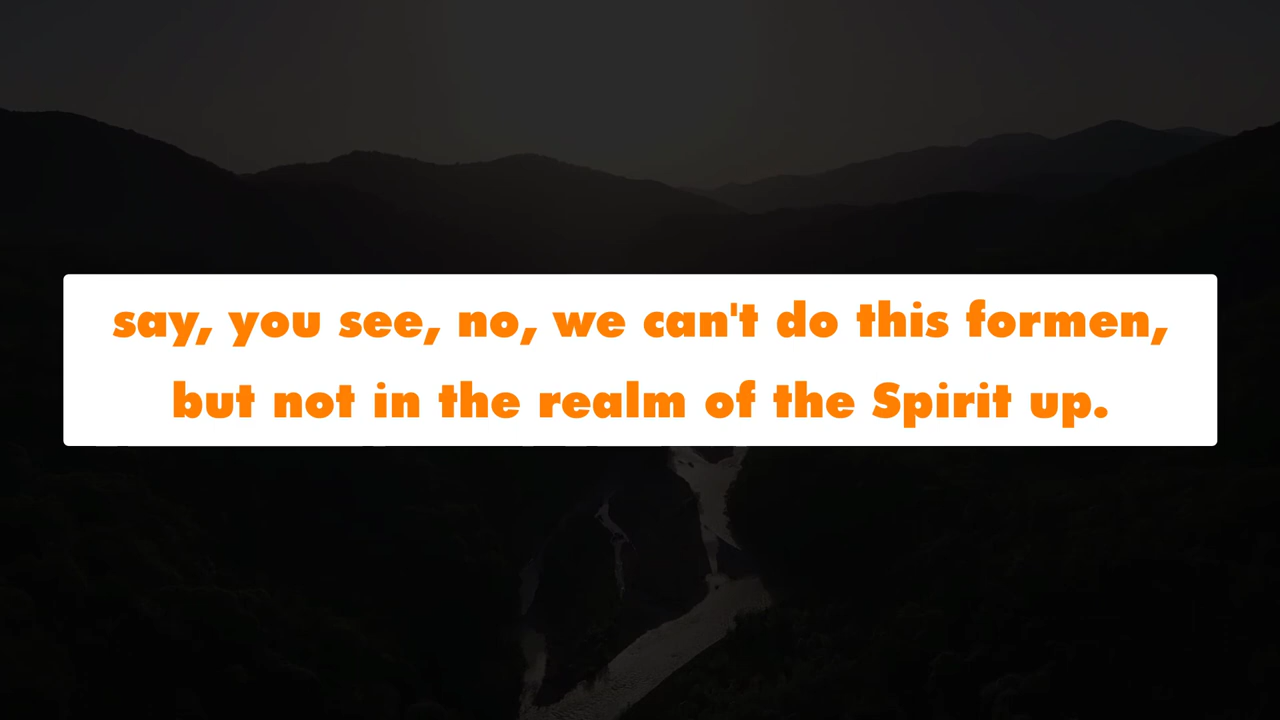 say, you see, no, we can't do this formen,
but not in the realm of the Spirit up.